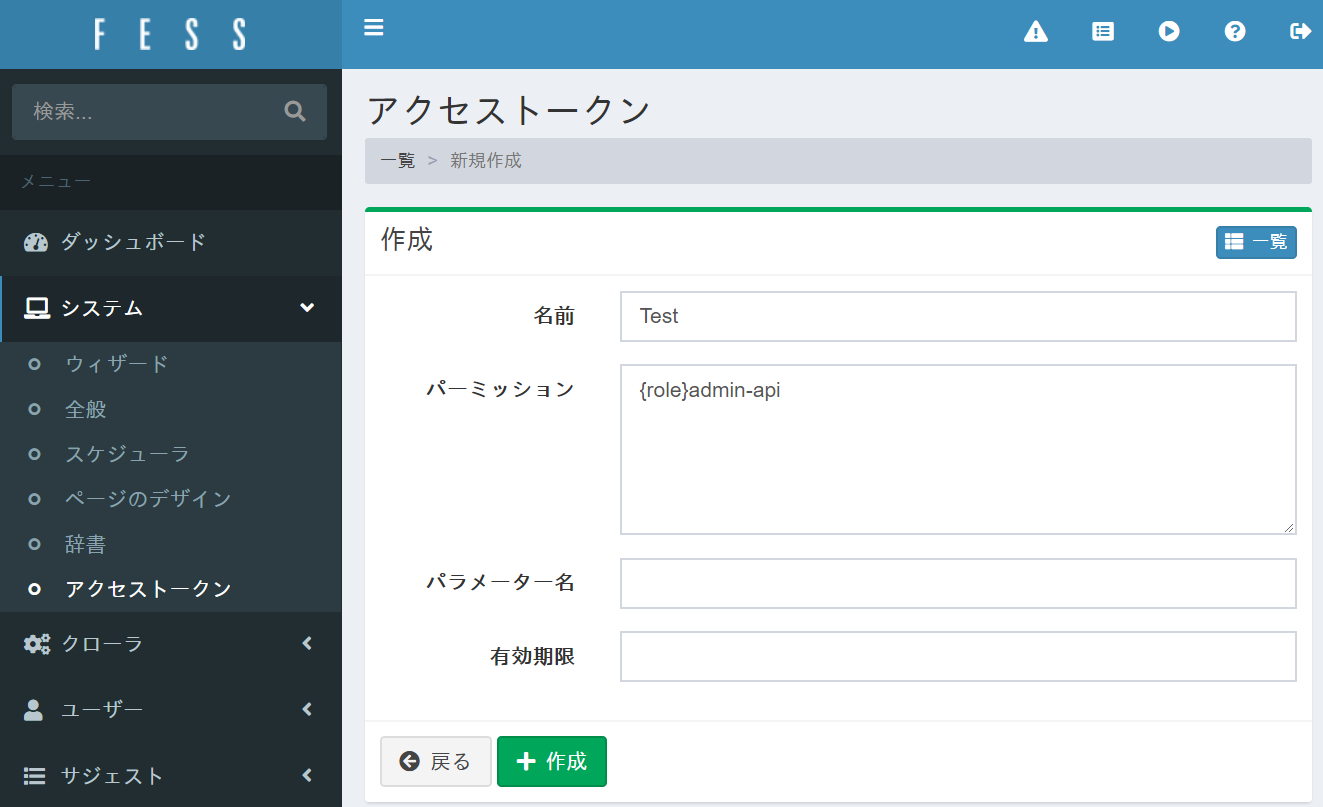 FESS
検索...
メニュー
ダッシュボード
システム
ウィザード
全般
スケジューラ
ページのデザイン
辞書
アクセストークン
クローラ
ユーザー
サジェスト
アクセストークン
一覧 > 新規作成
作成
一覧
名前 Test
パーミッション {role}admin-api
パラメーター名
有効期限
戻る 作成